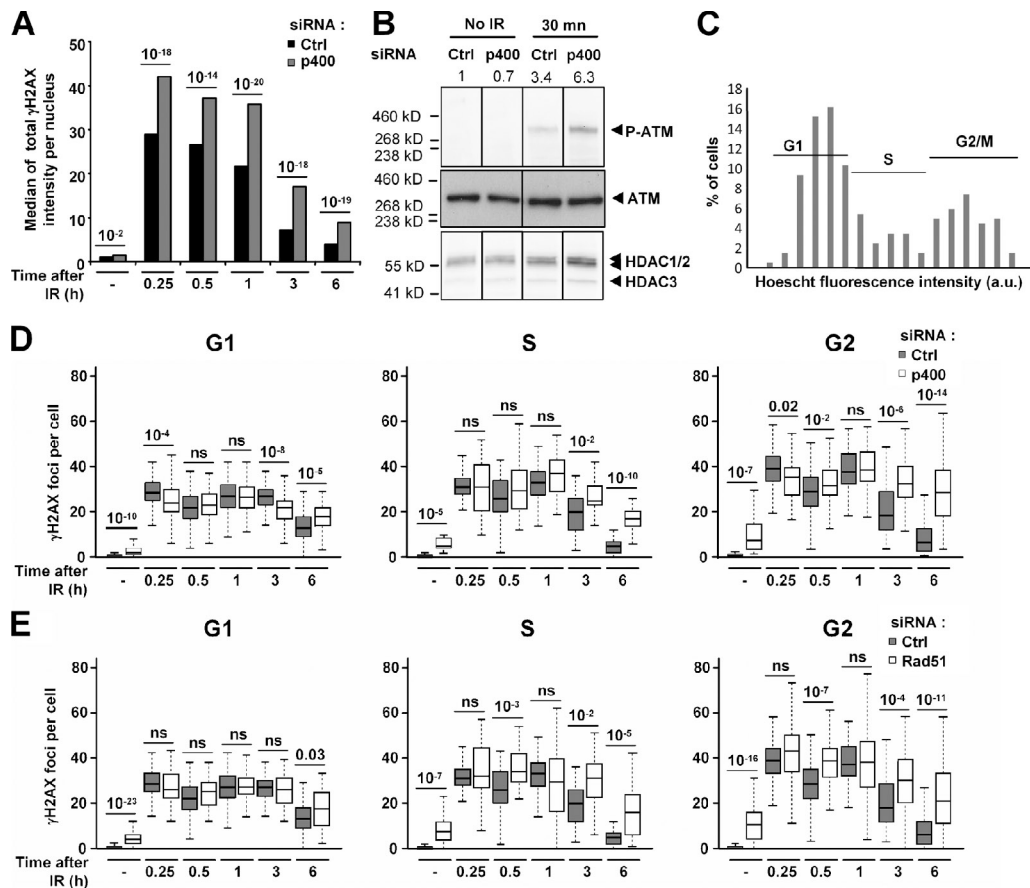 A
siRNA :
Ctrl
p400
Median of total γH2AX
intensity per nucleus
50
40
30
20
10
0
10-2
10-18
10-14
10-20
10-18
10-19
Time after
IR (h)
- 0.25 0.5 1 3 6
B
No IR 30 mn
siRNA Ctrl p400 Ctrl p400
1 0.7 3.4 6.3
460 kD
268 kD
238 kD
P-ATM
460 kD
268 kD
238 kD
ATM
55 kD
41 kD
HDAC1/2
HDAC3
C
% of cells
18
16
14
12
10
8
6
4
2
0
G1
S
G2/M
Hoescht fluorescence intensity (a.u.)
D
G1
γH2AX foci per cell
80
60
40
20
0
10-10 10-4 ns ns 10-8 10-5
Time after
IR (h)
- 0.25 0.5 1 3 6
S
80
60
40
20
0
10-5 ns ns ns 10-2 10-10
- 0.25 0.5 1 3 6
G2
siRNA :
Ctrl
p400
80
60
40
20
0
10-7 0.02 10-2 ns 10-6 10-14
- 0.25 0.5 1 3 6
E
G1
γH2AX foci per cell
80
60
40
20
0
10-23 ns ns ns ns 0.03
Time after
IR (h)
- 0.25 0.5 1 3 6
S
80
60
40
20
0
10-7 ns 10-3 ns 10-2 10-5
- 0.25 0.5 1 3 6
G2
siRNA :
Ctrl
Rad51
80
60
40
20
0
10-16 ns 10-7 ns 10-4 10-11
- 0.25 0.5 1 3 6